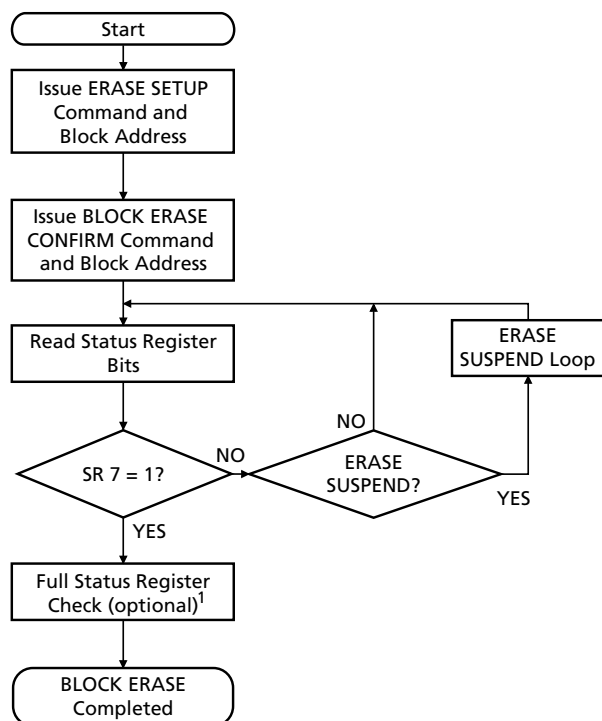 Start
Issue ERASE SETUP
Command and
Block Address
Issue BLOCK ERASE
CONFIRM Command
and Block Address
Read Status Register
Bits
ERASE
SUSPEND Loop
NO
SR 7 = 1?
NO
ERASE
SUSPEND?
YES
YES
Full Status Register
Check (optional)1
BLOCK ERASE
Completed